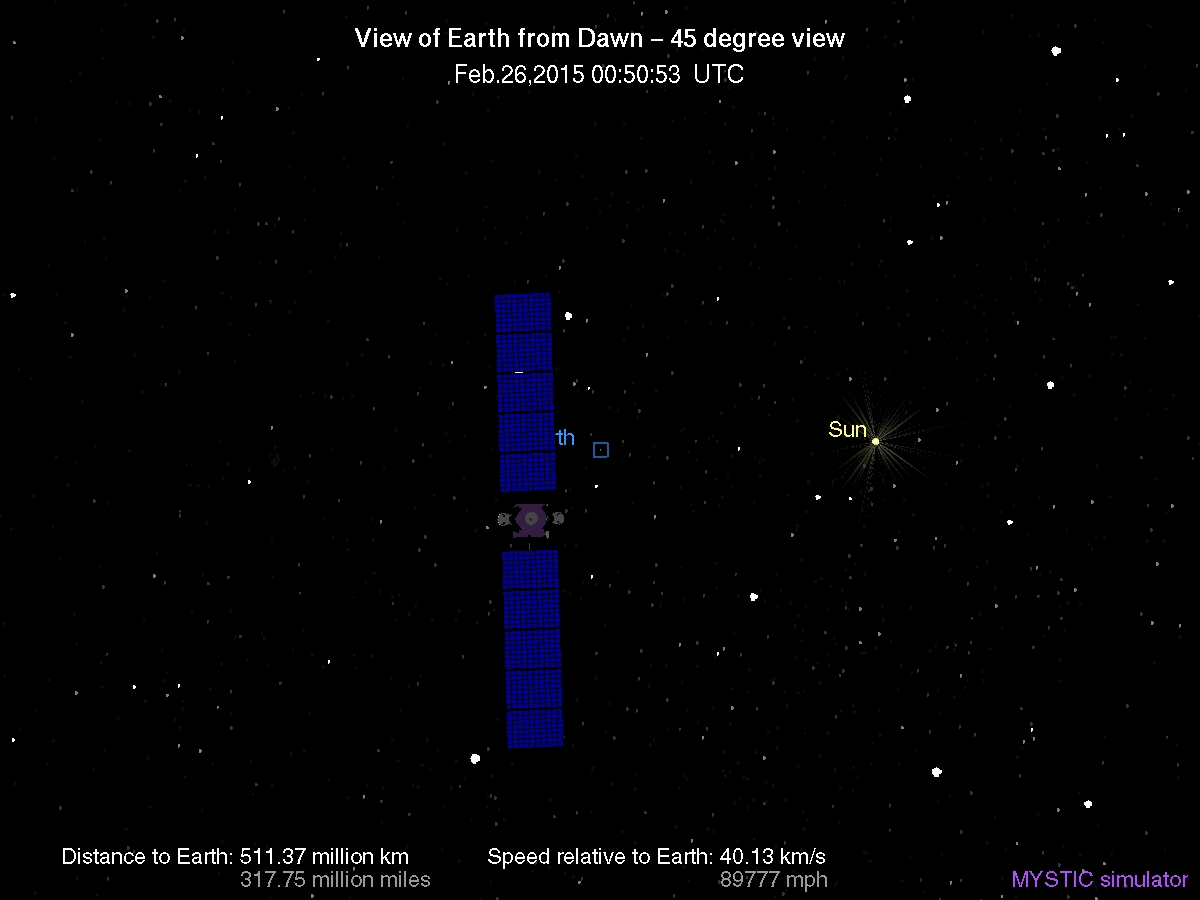 View of Earth from Dawn – 45 degree view
Feb.26,2015 00:50:53 UTC
Sun
th
Distance to Earth: 511.37 million km
317.75 million miles
Speed relative to Earth: 40.13 km/s
89777 mph
MYSTIC simulator